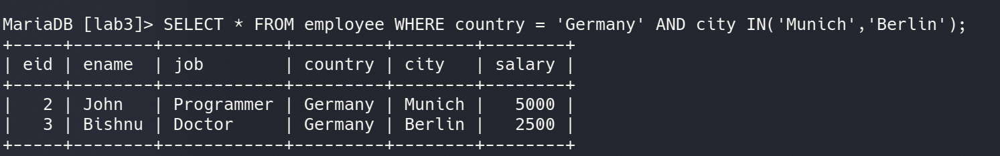 MariaDB [lab3]> SELECT * FROM employee WHERE country = 'Germany' AND city IN('Munich','Berlin');
+-----+--------+------------+---------+--------+--------+
| eid | ename  | job        | country | city   | salary |
+-----+--------+------------+---------+--------+--------+
|   2 | John   | Programmer | Germany | Munich |   5000 |
|   3 | Bishnu | Doctor     | Germany | Berlin |   2500 |
+-----+--------+------------+---------+--------+--------+